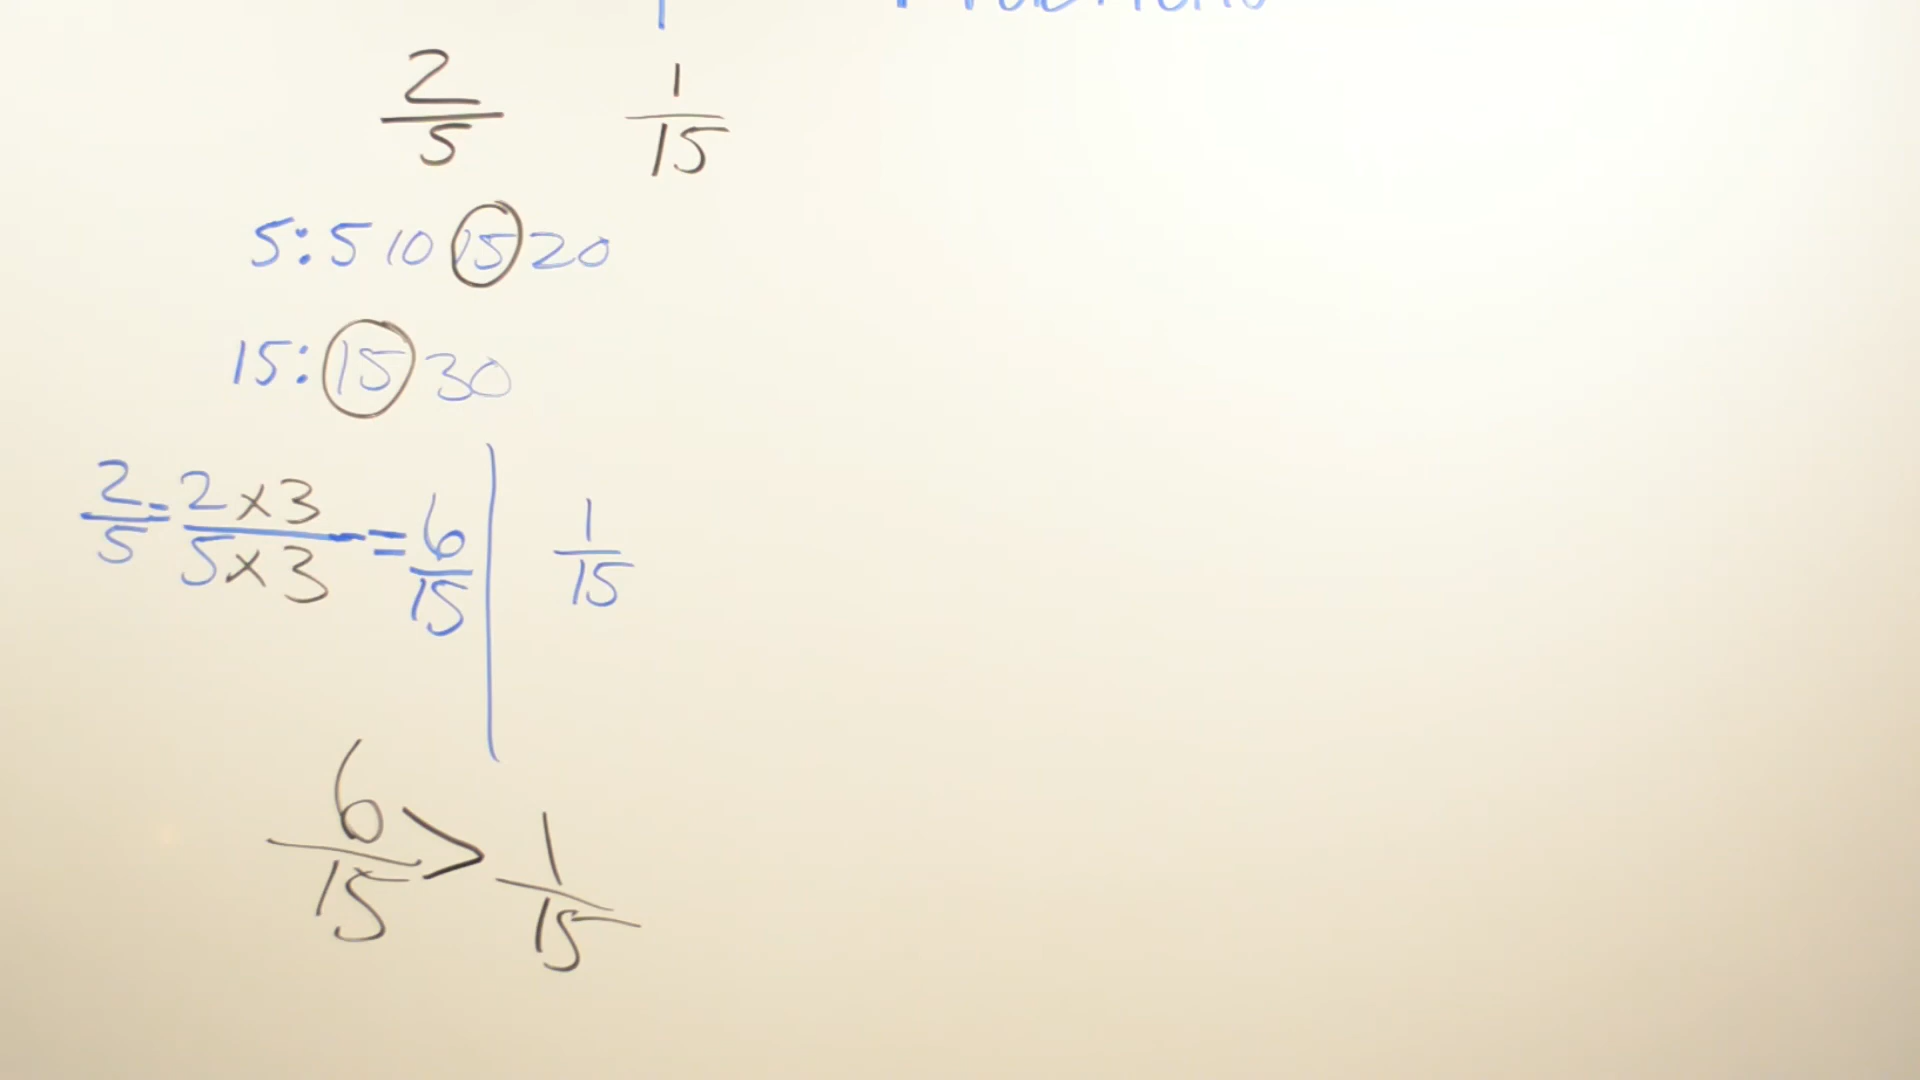 2/5 1/15
5: 5 10 15 20
15: 15 30
2/5 = 2x3/5x3 = 6/15 | 1/15
6/15 > 1/15